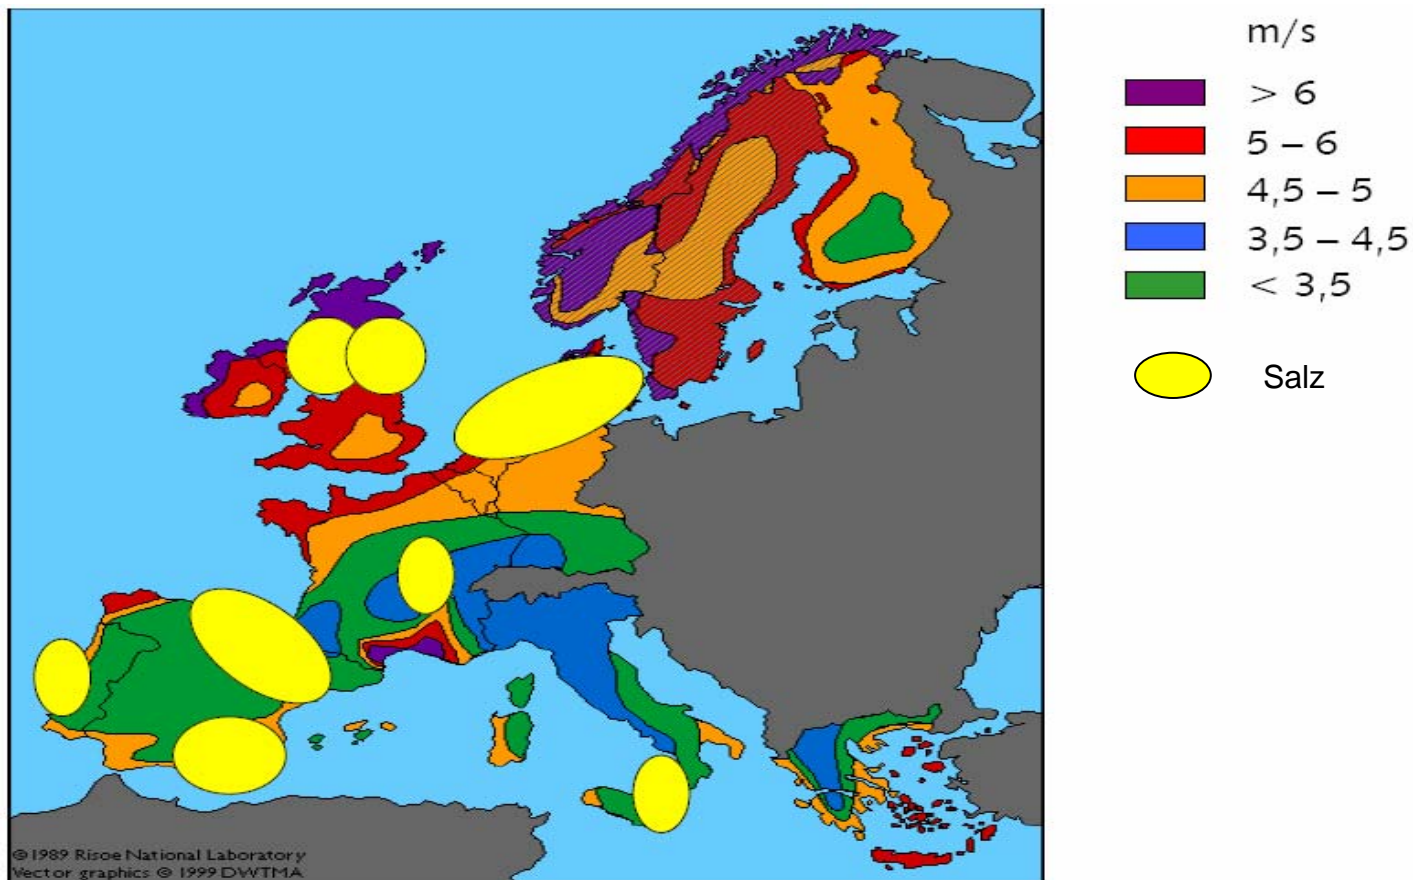 m/s
> 6
5 – 6
4,5 – 5
3,5 – 4,5
< 3,5
Salz
©1989 Risoe National Laboratory
Vector graphics © 1999 DWTMA